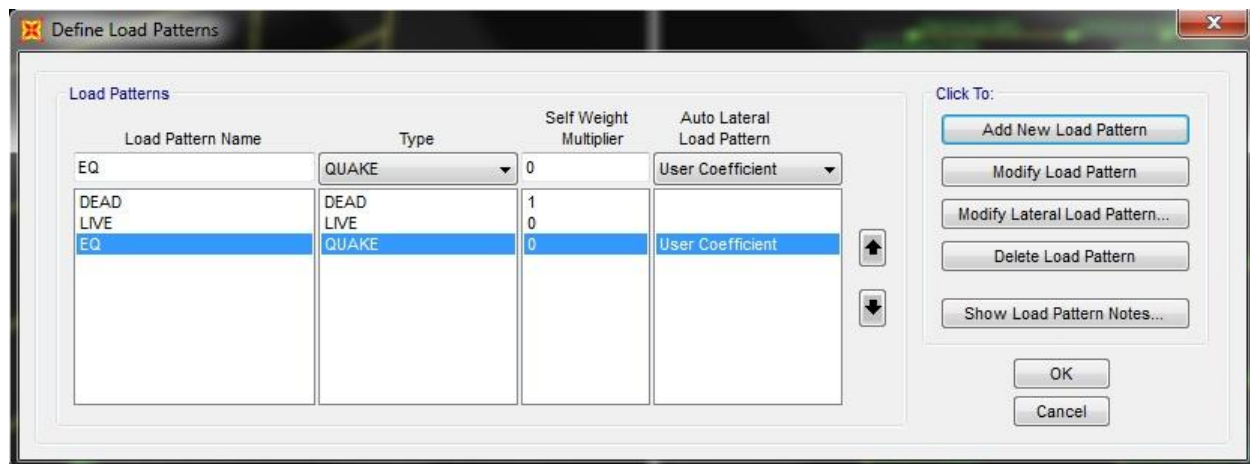 Define Load Patterns
Load Patterns
Click To:
Load Pattern Name Type Self Weight Multiplier Auto Lateral Load Pattern
EQ QUAKE 0 User Coefficient
DEAD DEAD 1
LIVE LIVE 0
EQ QUAKE 0 User Coefficient
Add New Load Pattern
Modify Load Pattern
Modify Lateral Load Pattern...
Delete Load Pattern
Show Load Pattern Notes...
OK
Cancel